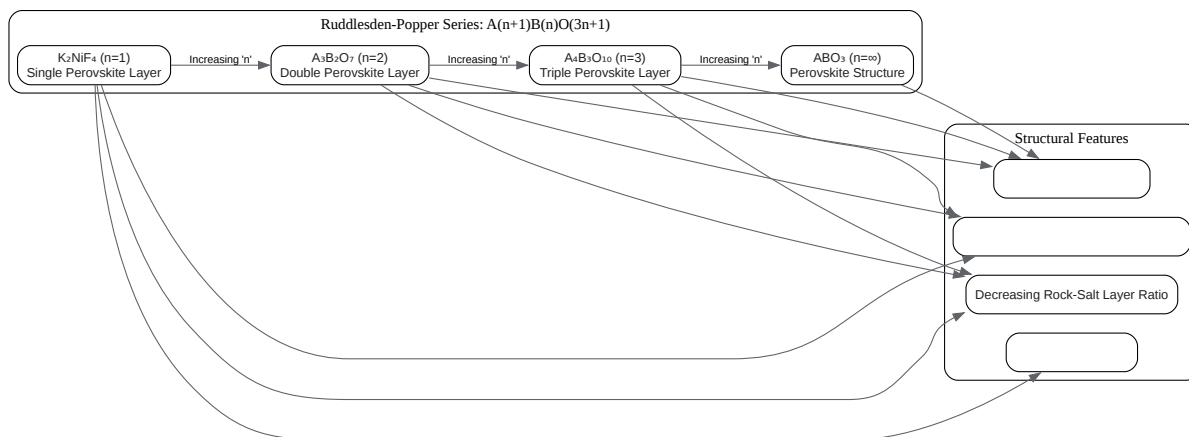 Ruddlesden-Popper Series: A(n+1)B(n)O(3n+1)
K₂NiF₄ (n=1)
Single Perovskite Layer
Increasing 'n'
A₃B₂O₇ (n=2)
Double Perovskite Layer
Increasing 'n'
A₄B₃O₁₀ (n=3)
Triple Perovskite Layer
Increasing 'n'
ABO₃ (n=∞)
Perovskite Structure
Structural Features
Decreasing Rock-Salt Layer Ratio